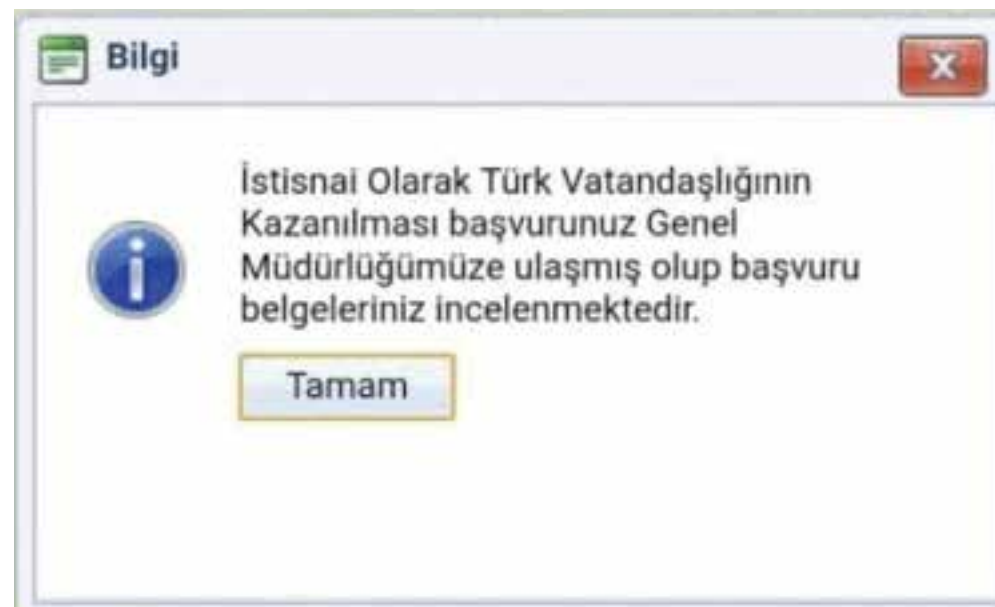 Bilgi
İstisnai Olarak Türk Vatandaşlığının
Kazanılması başvurunuz Genel
Müdürlüğümüze ulaşmış olup başvuru
belgeleriniz incelenmektedir.
Tamam